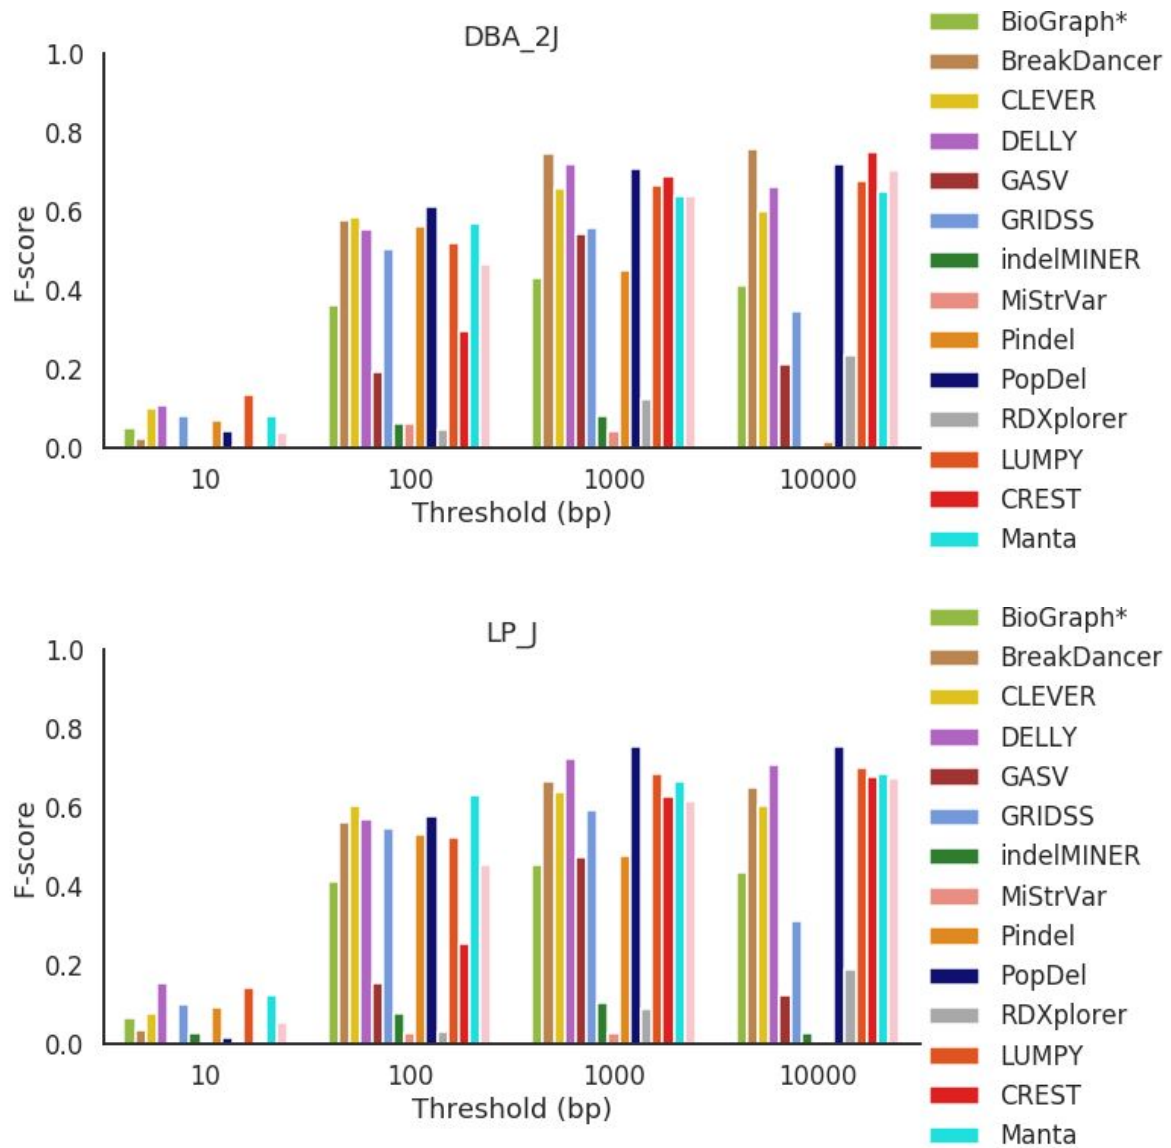 DBA_2J
1.0
0.8
0.6
0.4
0.2
0.0
F-score
10 100 1000 10000
Threshold (bp)
BioGraph*
BreakDancer
CLEVER
DELLY
GASV
GRIDSS
indelMINER
MiStrVar
Pindel
PopDel
RDXplorer
LUMPY
CREST
Manta
LP_J
1.0
0.8
0.6
0.4
0.2
0.0
F-score
10 100 1000 10000
Threshold (bp)
BioGraph*
BreakDancer
CLEVER
DELLY
GASV
GRIDSS
indelMINER
MiStrVar
Pindel
PopDel
RDXplorer
LUMPY
CREST
Manta